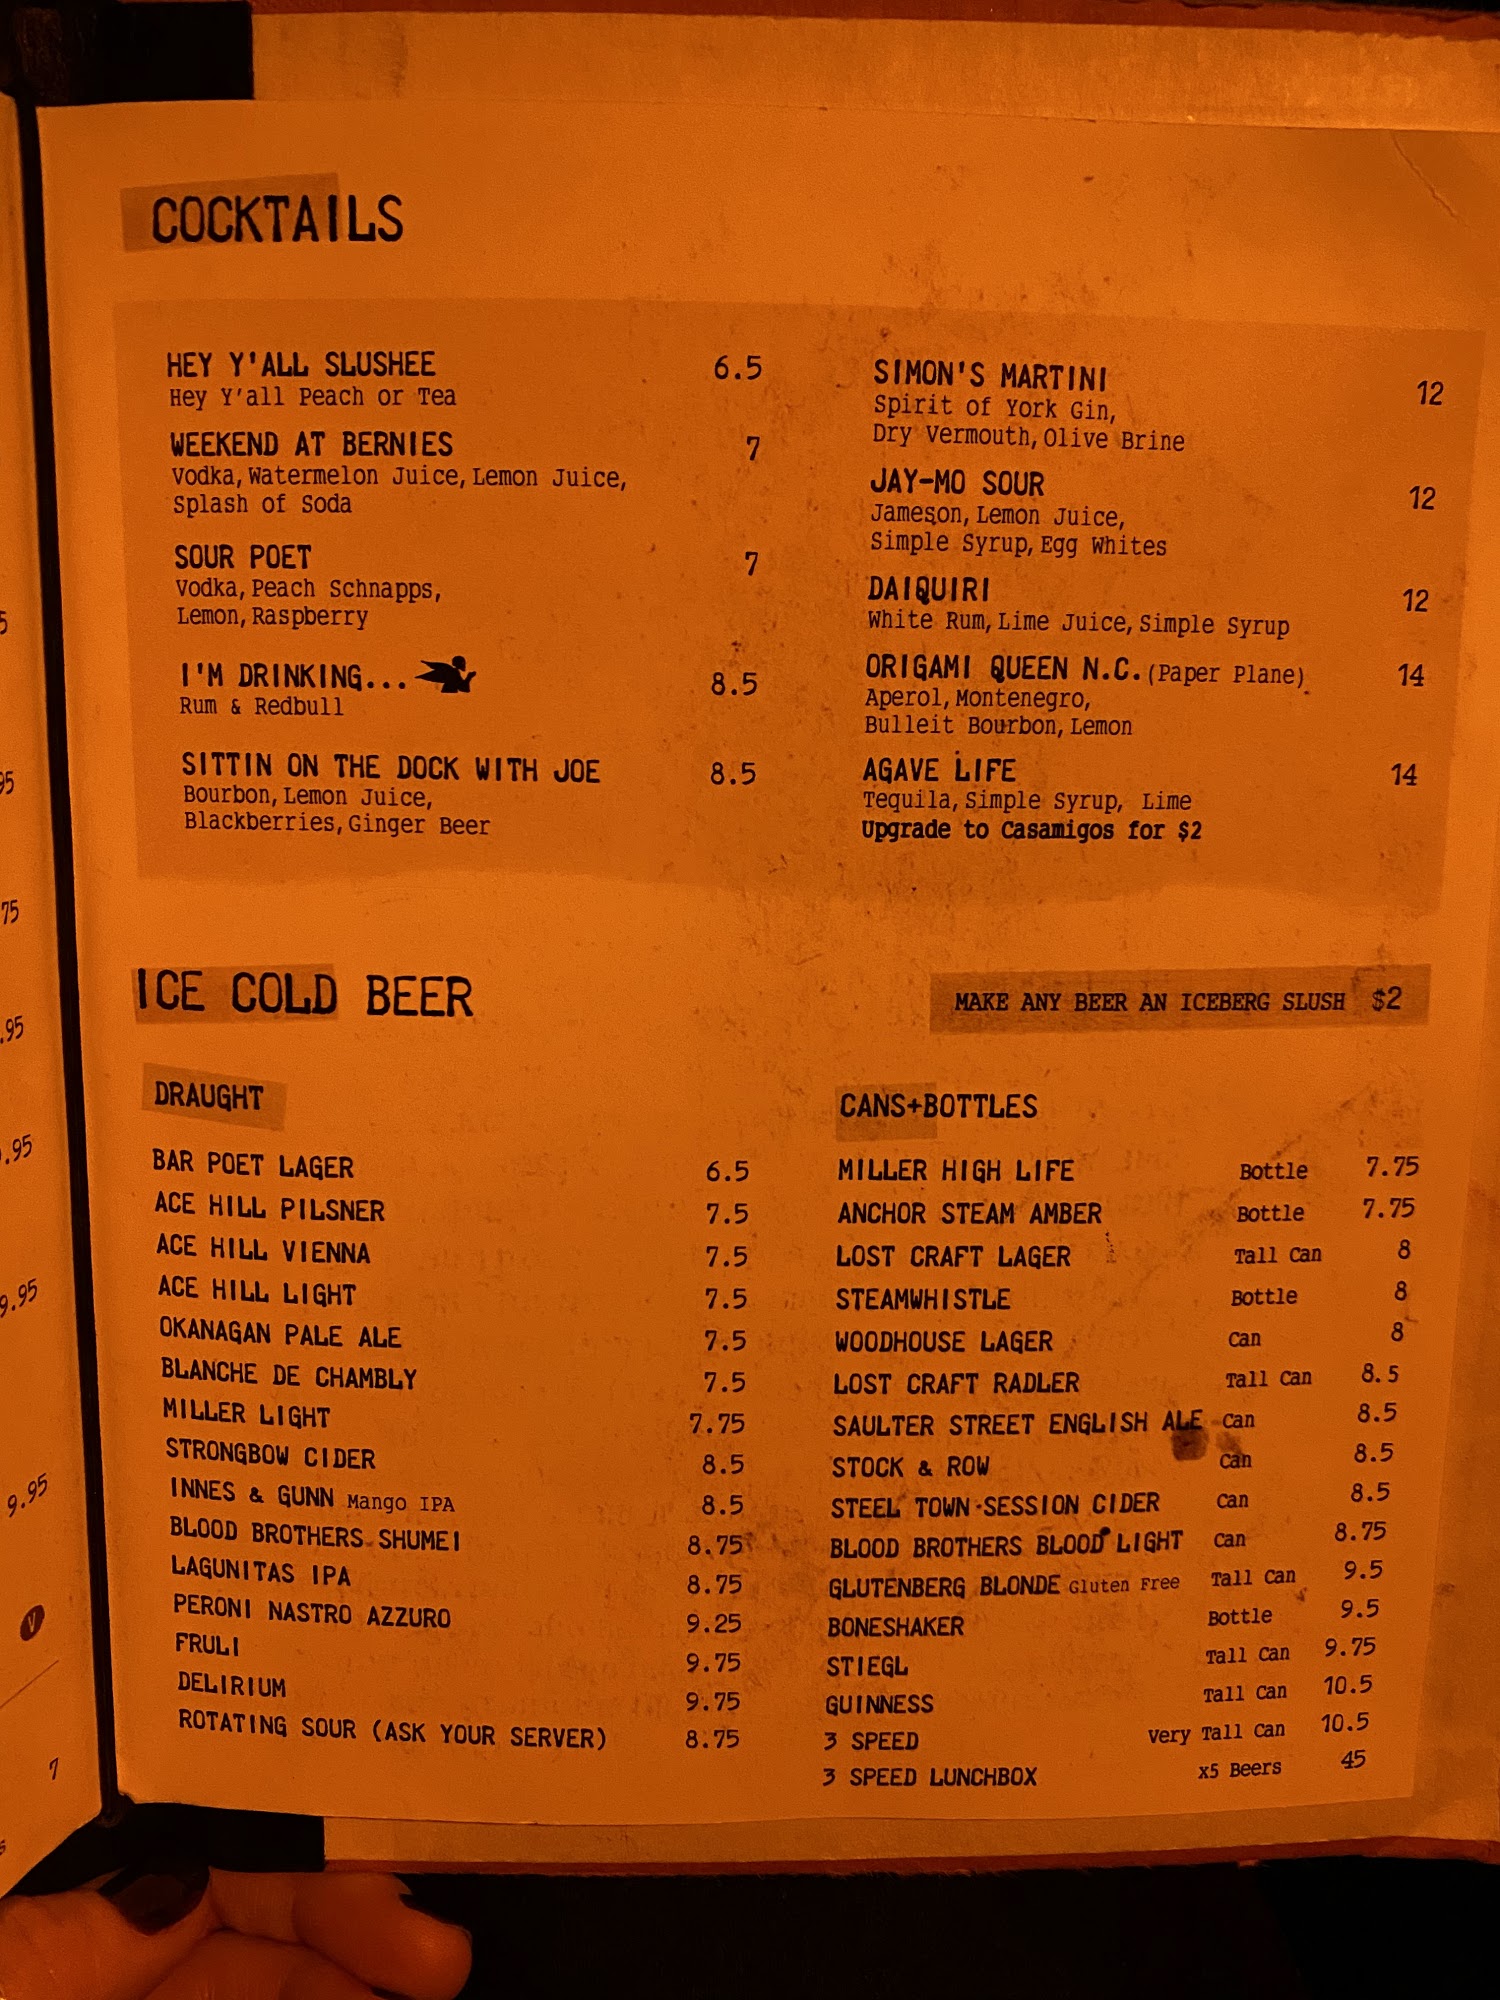 COCKTAILS
HEY Y'ALL SLUSHEE 6.5
Hey Y'all Peach or Tea
WEEKEND AT BERNIES 7
Vodka, Watermelon Juice, Lemon Juice,
Splash of Soda
SOUR POET 7
Vodka, Peach Schnapps,
Lemon, Raspberry
I'M DRINKING... 8.5
Rum & Redbull
SITTIN ON THE DOCK WITH JOE 8.5
Bourbon, Lemon Juice,
Blackberries, Ginger Beer
SIMON'S MARTINI 12
Spirit of York Gin,
Dry Vermouth, Olive Brine
JAY-MO SOUR 12
Jameson, Lemon Juice,
Simple Syrup, Egg Whites
DAIQUIRI 12
White Rum, Lime Juice, Simple Syrup
ORIGAMI QUEEN N.C. (Paper Plane) 14
Aperol, Montenegro,
Bulleit Bourbon, Lemon
AGAVE LIFE 14
Tequila, Simple Syrup, Lime
Upgrade to Casamigos for $2
ICE COLD BEER
MAKE ANY BEER AN ICEBERG SLUSH $2
DRAUGHT
BAR POET LAGER 6.5
ACE HILL PILSNER 7.5
ACE HILL VIENNA 7.5
ACE HILL LIGHT 7.5
OKANAGAN PALE ALE 7.5
BLANCHE DE CHAMBLY 7.5
MILLER LIGHT 7.75
STRONGBOW CIDER 8.5
INNES & GUNN Mango IPA 8.5
BLOOD BROTHERS SHUMEI 8.75
LAGUNITAS IPA 8.75
PERONI NASTRO AZZURO 9.25
FRULI 9.75
DELIRIUM 9.75
ROTATING SOUR (ASK YOUR SERVER) 8.75
CANS+BOTTLES
MILLER HIGH LIFE Bottle 7.75
ANCHOR STEAM AMBER Bottle 7.75
LOST CRAFT LAGER Tall Can 8
STEAMWHISTLE Bottle 8
WOODHOUSE LAGER Can 8
LOST CRAFT RADLER Tall Can 8.5
SAULTER STREET ENGLISH ALE Can 8.5
STOCK & ROW Can 8.5
STEEL TOWN SESSION CIDER Can 8.5
BLOOD BROTHERS BLOOD LIGHT Can 8.75
GLUTENBERG BLONDE Gluten Free Tall Can 9.5
BONESHAKER Bottle 9.5
STIEGL Tall Can 9.75
GUINNESS Tall Can 10.5
3 SPEED Very Tall Can 10.5
3 SPEED LUNCHBOX x5 Beers 45
75
.95
.95
9.95
9.95
V
7